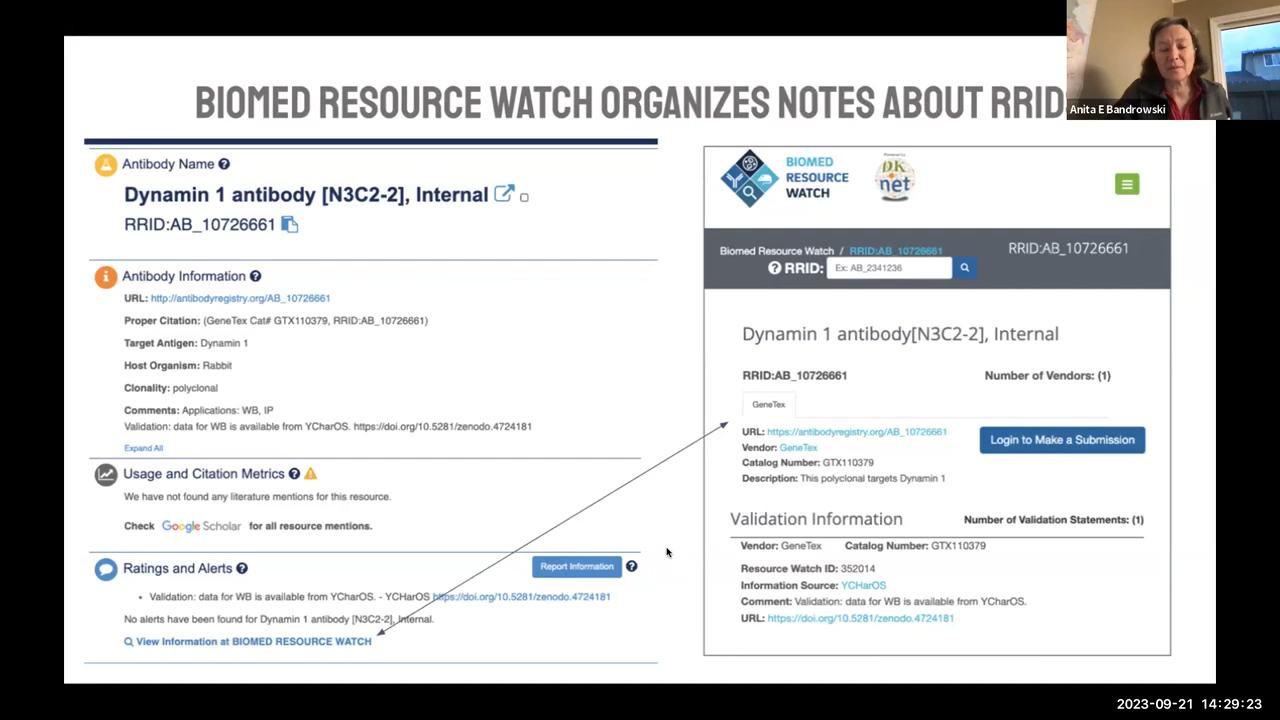 BIOMED RESOURCE WATCH ORGANIZES NOTES ABOUT RRID
Anita E Bandrowski
Antibody Name
Dynamin 1 antibody [N3C2-2], Internal
RRID:AB_10726661
Antibody Information
URL: http://antibodyregistry.org/AB_10726661
Proper Citation: (GeneTex Cat# GTX110379, RRID:AB_10726661)
Target Antigen: Dynamin 1
Host Organism: Rabbit
Clonality: polyclonal
Comments: Applications: WB, IP
Validation: data for WB is available from YCharOS. https://doi.org/10.5281/zenodo.4724181
Expand All
Usage and Citation Metrics
We have not found any literature mentions for this resource.
Check Google Scholar for all resource mentions.
Ratings and Alerts
Report Information
• Validation: data for WB is available from YCharOS. - YCHarOS https://doi.org/10.5281/zenodo.4724181
No alerts have been found for Dynamin 1 antibody [N3C2-2], Internal.
View Information at BIOMED RESOURCE WATCH
BIOMED
RESOURCE
WATCH
DK
net
Biomed Resource Watch / RRID:AB_10726661
RRID:AB_10726661
RRID: Ex: AB_2341236
Dynamin 1 antibody[N3C2-2], Internal
RRID:AB_10726661
Number of Vendors: (1)
GeneTex
URL: https://antibodyregistry.org/AB_10726661
Vendor: GeneTex
Catalog Number: GTX110379
Description: This polyclonal targets Dynamin 1
Login to Make a Submission
Validation Information
Number of Validation Statements: (1)
Vendor: GeneTex Catalog Number: GTX110379
Resource Watch ID: 352014
Information Source: YCHarOS
Comment: Validation: data for WB is available from YCharOS.
URL: https://doi.org/10.5281/zenodo.4724181
2023-09-21 14:29:23